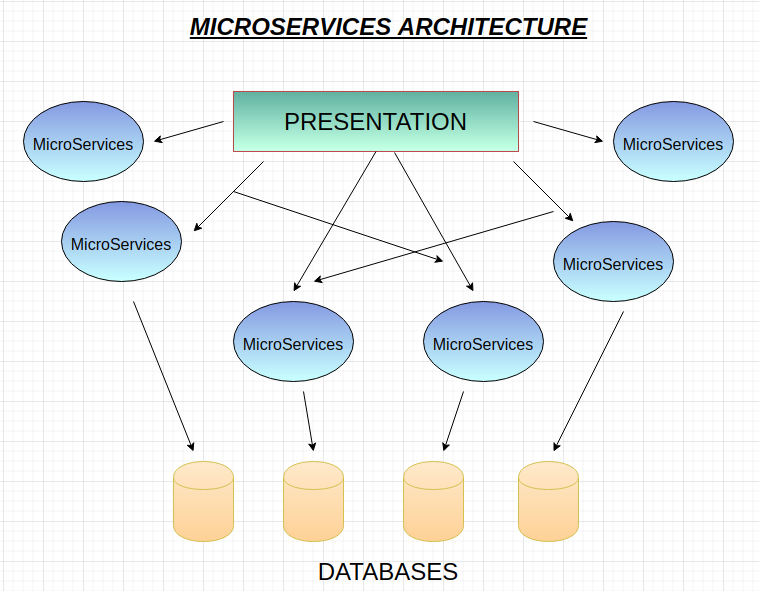 MICROSERVICES ARCHITECTURE
PRESENTATION
MicroServices
MicroServices
MicroServices
MicroServices
MicroServices
MicroServices
DATABASES